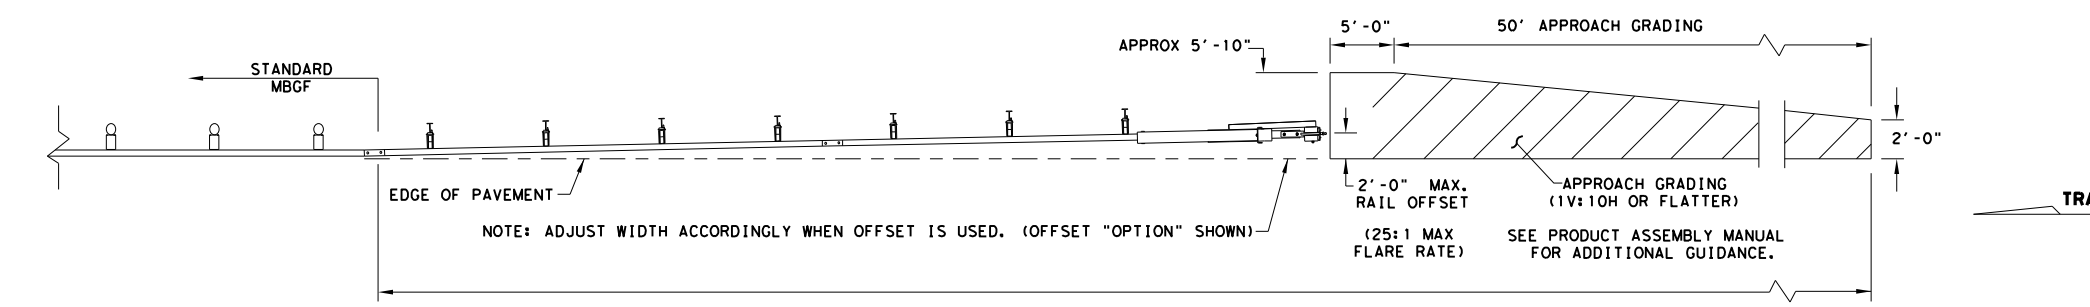 5'-0"
50' APPROACH GRADING
APPROX 5'-10"
STANDARD
MBGF
2'-0"
EDGE OF PAVEMENT
2'-0" MAX.
RAIL OFFSET
APPROACH GRADING
(1V:10H OR FLATTER)
NOTE: ADJUST WIDTH ACCORDINGLY WHEN OFFSET IS USED. (OFFSET "OPTION" SHOWN)
(25:1 MAX
FLARE RATE)
SEE PRODUCT ASSEMBLY MANUAL
FOR ADDITIONAL GUIDANCE.